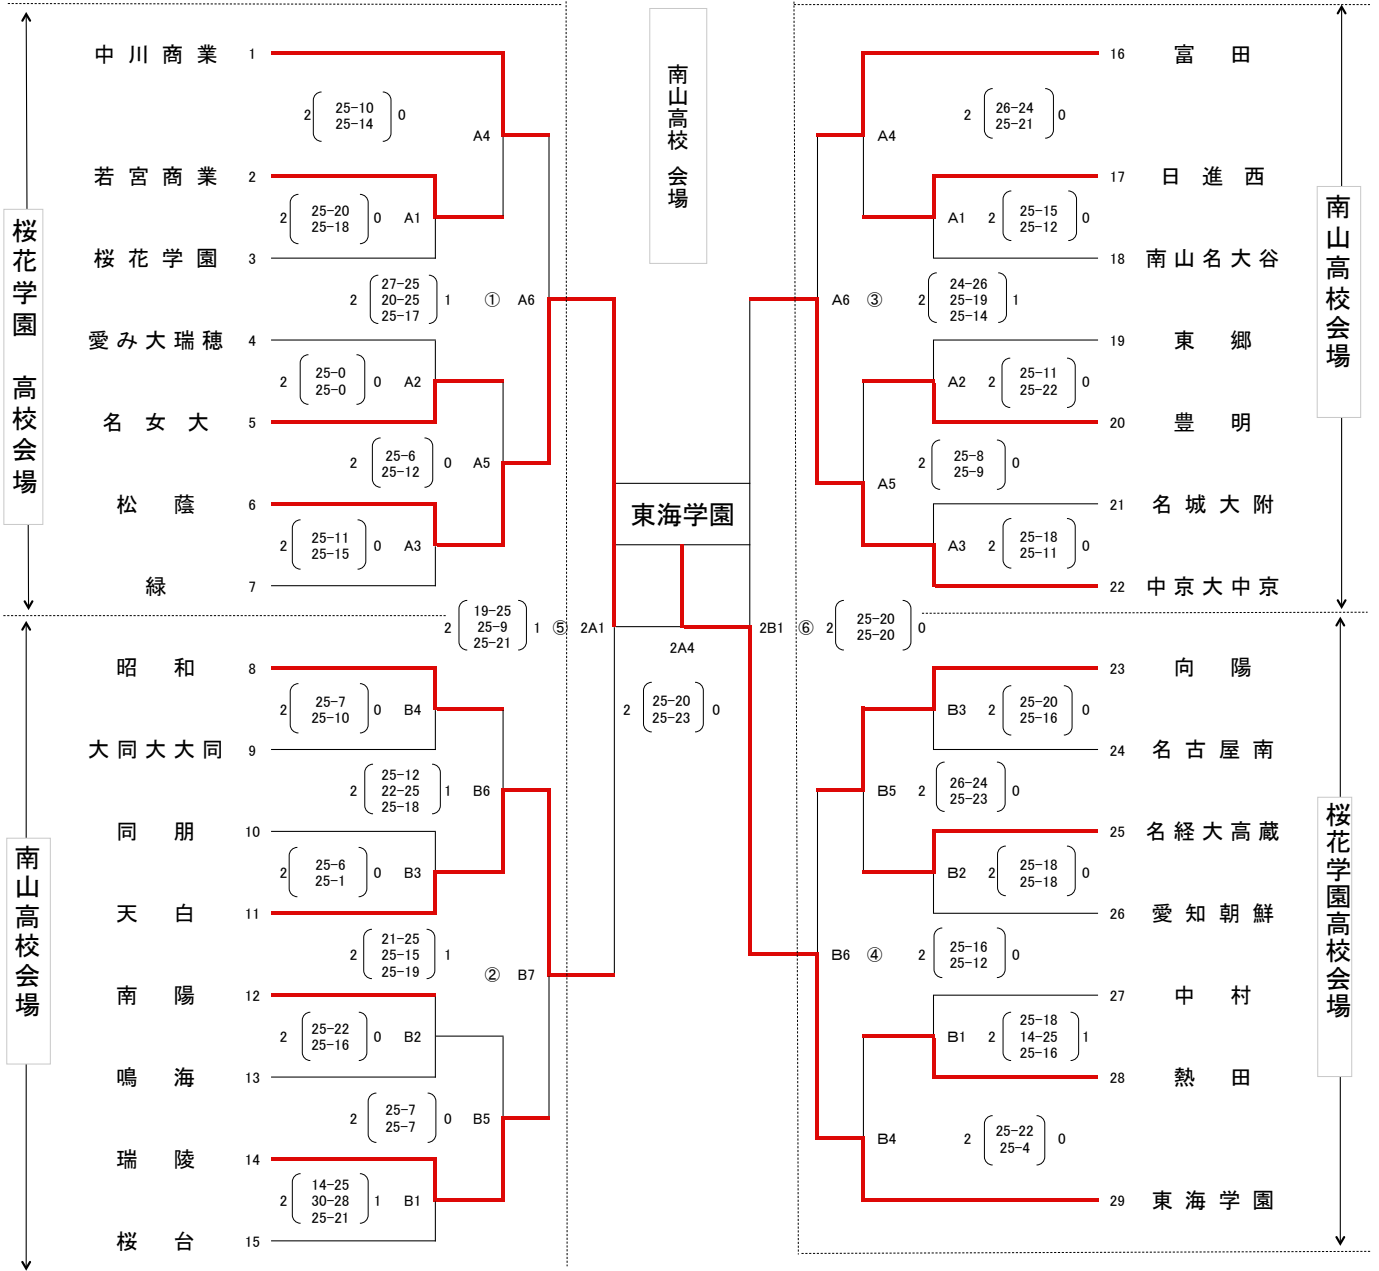 桜花学園 高校会場
南山高校会場
中川商業 1
2 25-10 0
25-14
A4
若宮商業 2
2 25-20 0 A1
25-18
桜花学園 3
27-25
2 20-25 1 ① A6
25-17
愛み大瑞穂 4
2 25-0 0 A2
25-0
名女大 5
2 25-6 0 A5
25-12
松蔭 6
2 25-11 0 A3
25-15
緑 7
19-25
2 25-9 1 ⑤ 2A1
25-21
昭和 8
2 25-7 0 B4
25-10
大同大大同 9
25-12
2 22-25 1 B6
25-18
同朋 10
2 25-6 0 B3
25-1
天白 11
21-25
2 25-15 1 ② B7
25-19
南陽 12
2 25-22 0 B2
25-16
鳴海 13
2 25-7 0 B5
25-7
瑞陵 14
14-25
2 30-28 1 B1
25-21
桜台 15
南山高校 会場
東海学園
2A4
2 25-20 0
25-23
16 富田
A4 2 26-24 0
25-21
17 日進西
A1 2 25-15 0
25-12
18 南山名大谷
24-26
A6 ③ 2 25-19 1
25-14
19 東郷
A2 2 25-11 0
25-22
20 豊明
A5 2 25-8 0
25-9
21 名城大附
A3 2 25-18 0
25-11
22 中京大中京
2B1 ⑥ 2 25-20 0
25-20
23 向陽
B3 2 25-20 0
25-16
24 名古屋南
B5 2 26-24 0
25-23
25 名経大高蔵
B2 2 25-18 0
25-18
26 愛知朝鮮
B6 ④ 2 25-16 0
25-12
27 中村
25-18
B1 2 14-25 1
25-16
28 熱田
B4 2 25-22 0
25-4
29 東海学園
南山高校会場
桜花学園高校会場